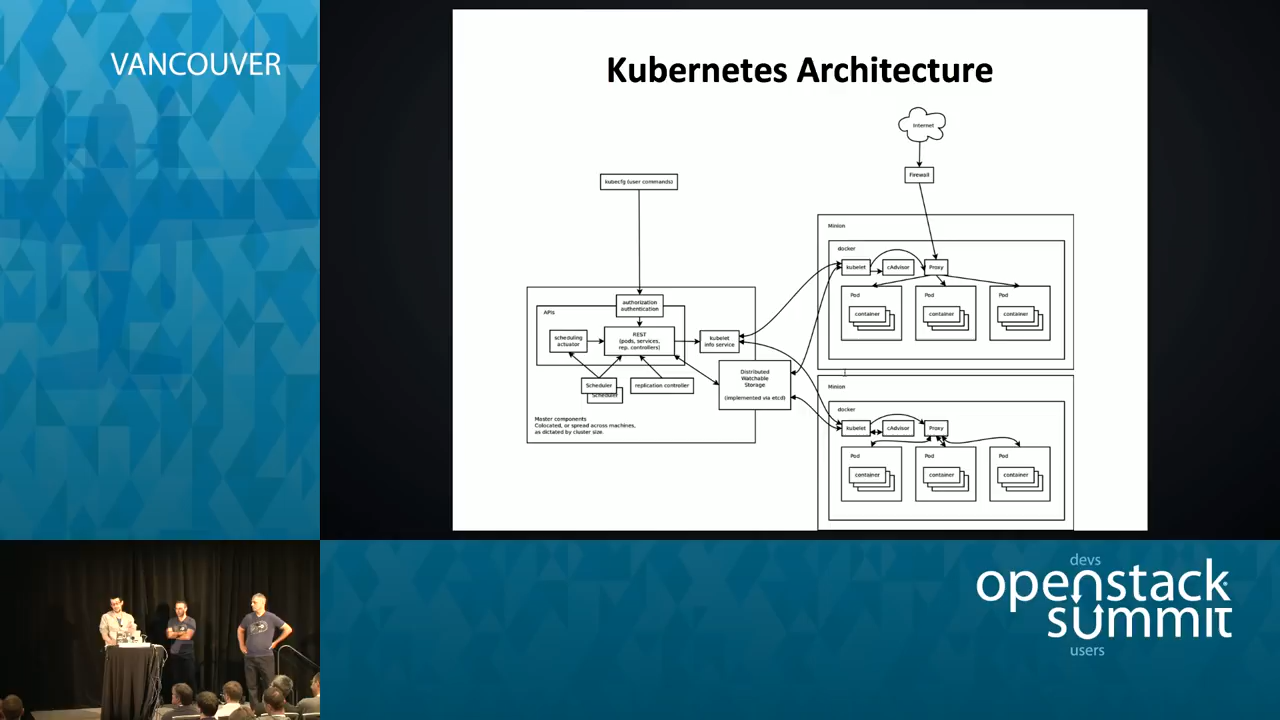 VANCOUVER
Kubernetes Architecture
Internet
Firewall
kubecfg (user commands)
Minion
docker
kubelet
cAdvisor
Proxy
Pod
container
Pod
container
Pod
container
authorization
authentication
APIs
scheduling
actuator
REST
(pods, services,
rep. controllers)
kubelet
info service
Scheduler
Scheduler
replication controller
Distributed
Watchable
Storage
(implemented via etcd)
Master components
Colocated, or spread across machines,
as dictated by cluster size.
Minion
docker
kubelet
cAdvisor
Proxy
Pod
container
Pod
container
Pod
container
devs
openstack
summit
users